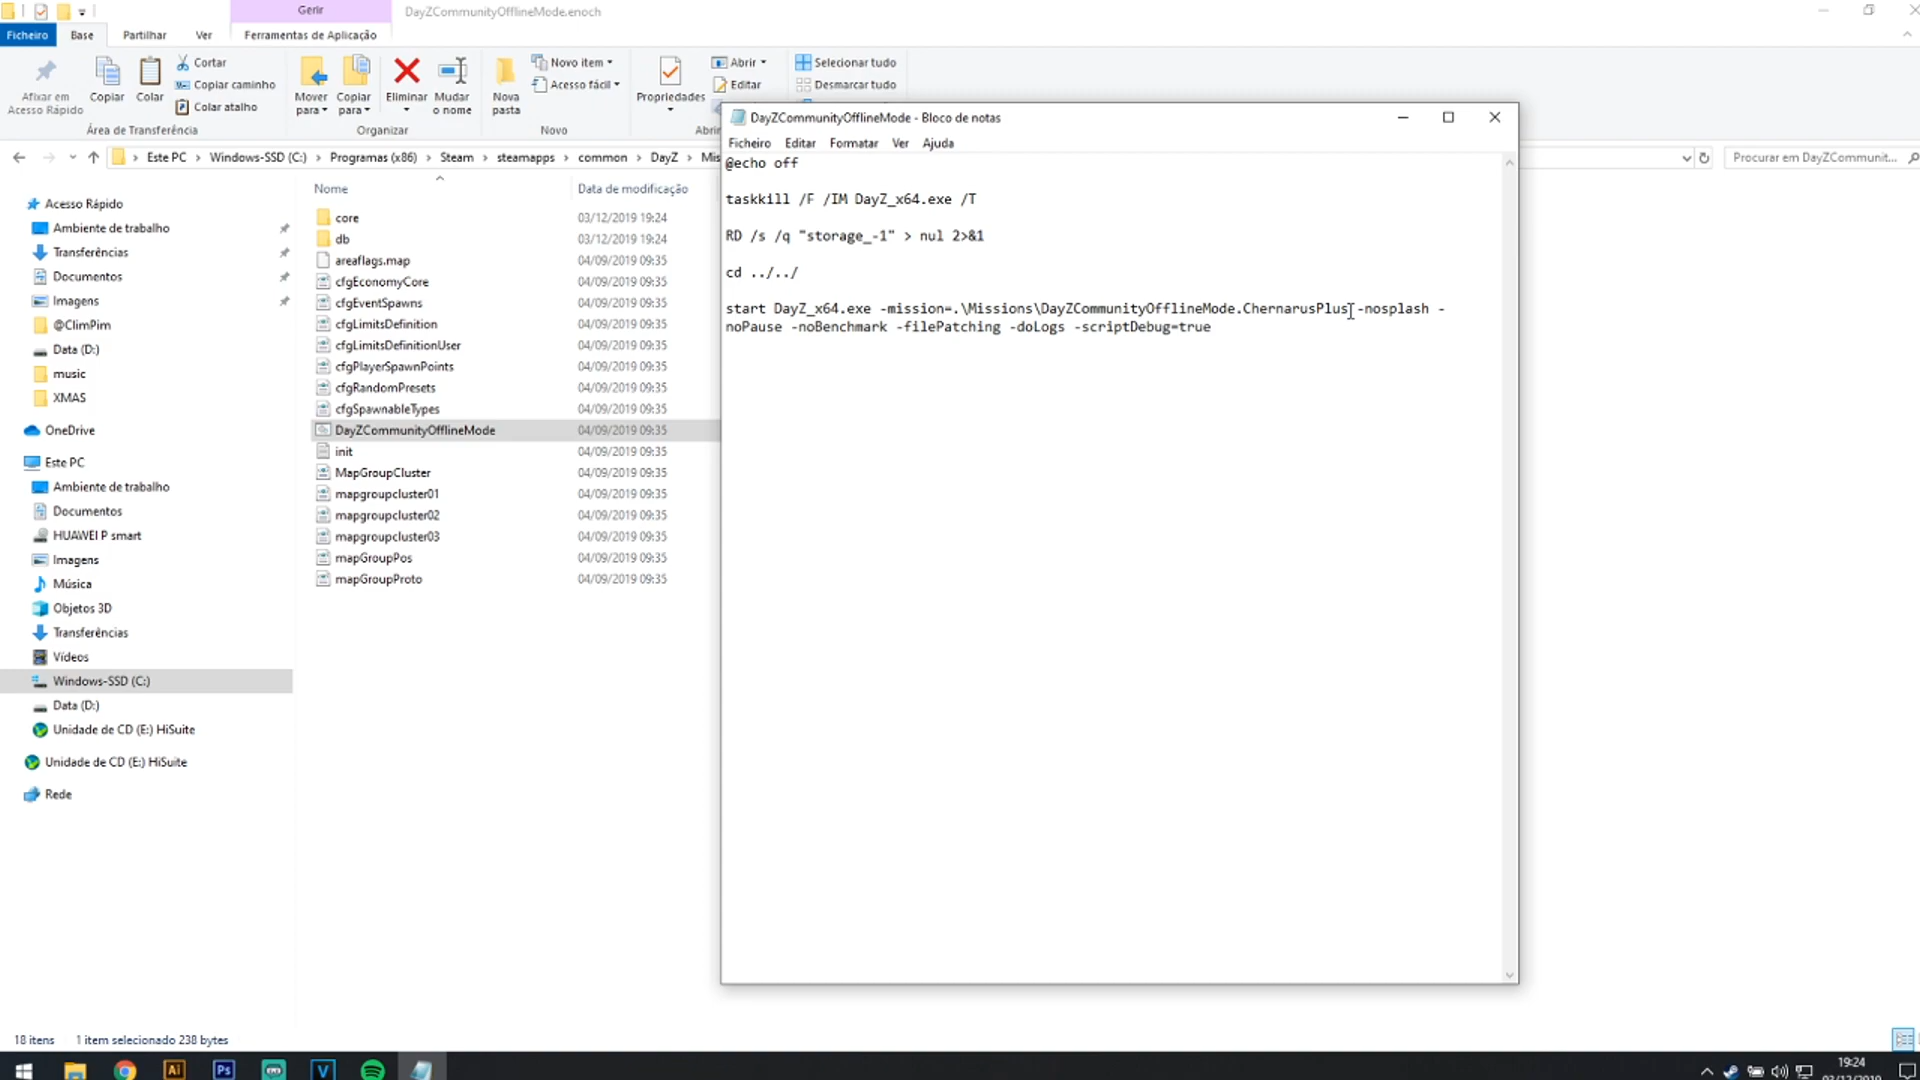 Gerir
DayZCommunityOfflineMode.enoch
Ficheiro
Base
Partilhar
Ver
Ferramentas de Aplicação
Afixar em
Acesso Rápido
Copiar
Colar
Cortar
Copiar caminho
Colar atalho
Área de Transferência
Mover
para
Copiar
para
Eliminar
Mudar
o nome
Organizar
Nova
pasta
Novo item
Acesso fácil
Novo
Propriedades
Abrir
Editar
Abrir
Selecionar tudo
Desmarcar tudo
Este PC
Windows-SSD (C:)
Programas (x86)
Steam
steamapps
common
DayZ
Mis
Procurar em DayZCommunit...
Acesso Rápido
Ambiente de trabalho
Transferências
Documentos
Imagens
@ClimPim
Data (D:)
music
XMAS
OneDrive
Este PC
Ambiente de trabalho
Documentos
HUAWEI P smart
Imagens
Música
Objetos 3D
Transferências
Vídeos
Windows-SSD (C:)
Data (D:)
Unidade de CD (E:) HiSuite
Unidade de CD (E:) HiSuite
Rede
Nome
Data de modificação
core 03/12/2019 19:24
db 03/12/2019 19:24
areaflags.map 04/09/2019 09:35
cfgEconomyCore 04/09/2019 09:35
cfgEventSpawns 04/09/2019 09:35
cfgLimitsDefinition 04/09/2019 09:35
cfgLimitsDefinitionUser 04/09/2019 09:35
cfgPlayerSpawnPoints 04/09/2019 09:35
cfgRandomPresets 04/09/2019 09:35
cfgSpawnableTypes 04/09/2019 09:35
DayZCommunityOfflineMode 04/09/2019 09:35
init 04/09/2019 09:35
MapGroupCluster 04/09/2019 09:35
mapgroupcluster01 04/09/2019 09:35
mapgroupcluster02 04/09/2019 09:35
mapgroupcluster03 04/09/2019 09:35
mapGroupPos 04/09/2019 09:35
mapGroupProto 04/09/2019 09:35
DayZCommunityOfflineMode - Bloco de notas
Ficheiro Editar Formatar Ver Ajuda
@echo off
taskkill /F /IM DayZ_x64.exe /T
RD /s /q "storage_-1" > nul 2>&1
cd ../../
start DayZ_x64.exe -mission=.\Missions\DayZCommunityOfflineMode.ChernarusPlus -nosplash -
noPause -noBenchmark -filePatching -doLogs -scriptDebug=true
18 itens
1 item selecionado 238 bytes
Ai
Ps
V
19:24